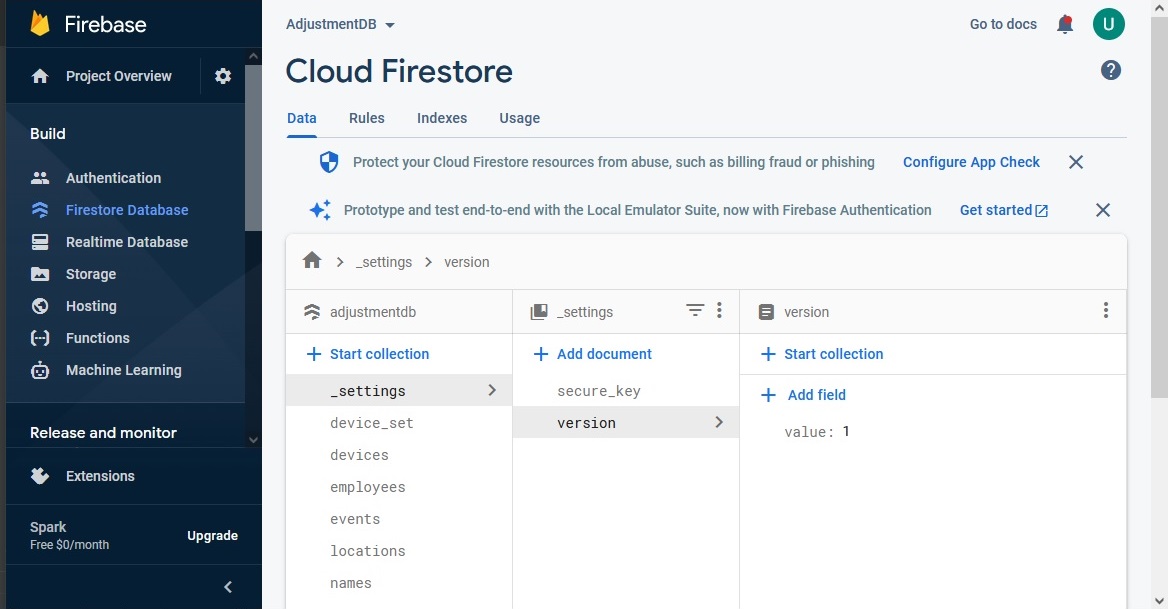 Firebase
Project Overview
Build
Authentication
Firestore Database
Realtime Database
Storage
Hosting
Functions
Machine Learning
Release and monitor
Extensions
Spark
Free $0/month
Upgrade
AdjustmentDB
Go to docs
U
Cloud Firestore
?
Data Rules Indexes Usage
Protect your Cloud Firestore resources from abuse, such as billing fraud or phishing Configure App Check
Prototype and test end-to-end with the Local Emulator Suite, now with Firebase Authentication Get started
_settings version
adjustmentdb
Start collection
_settings
device_set
devices
employees
events
locations
names
_settings
Add document
secure_key
version
version
Start collection
Add field
value: 1